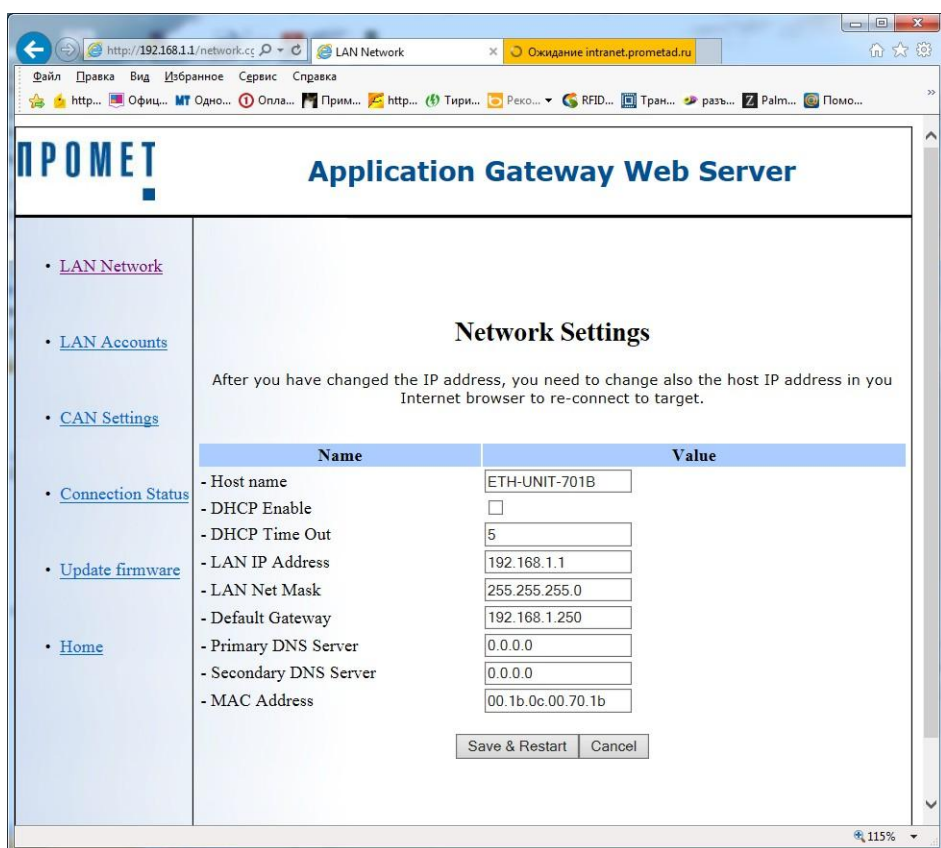 http://192.168.1.1/network.cg
LAN Network
Ожидание intranet.prometad.ru
Файл Правка Вид Избранное Сервис Справка
http... Офиц... МТ Одно... Опла... Прим... http... Тири... Реко... RFID... Тран... разъ... Z Palm... Помо...
ПРОМЕТ
Application Gateway Web Server
• LAN Network
• LAN Accounts
• CAN Settings
• Connection Status
• Update firmware
• Home
Network Settings
After you have changed the IP address, you need to change also the host IP address in you
Internet browser to re-connect to target.
Name Value
- Host name ETH-UNIT-701B
- DHCP Enable
- DHCP Time Out 5
- LAN IP Address 192.168.1.1
- LAN Net Mask 255.255.255.0
- Default Gateway 192.168.1.250
- Primary DNS Server 0.0.0.0
- Secondary DNS Server 0.0.0.0
- MAC Address 00.1b.0c.00.70.1b
Save & Restart Cancel
115%